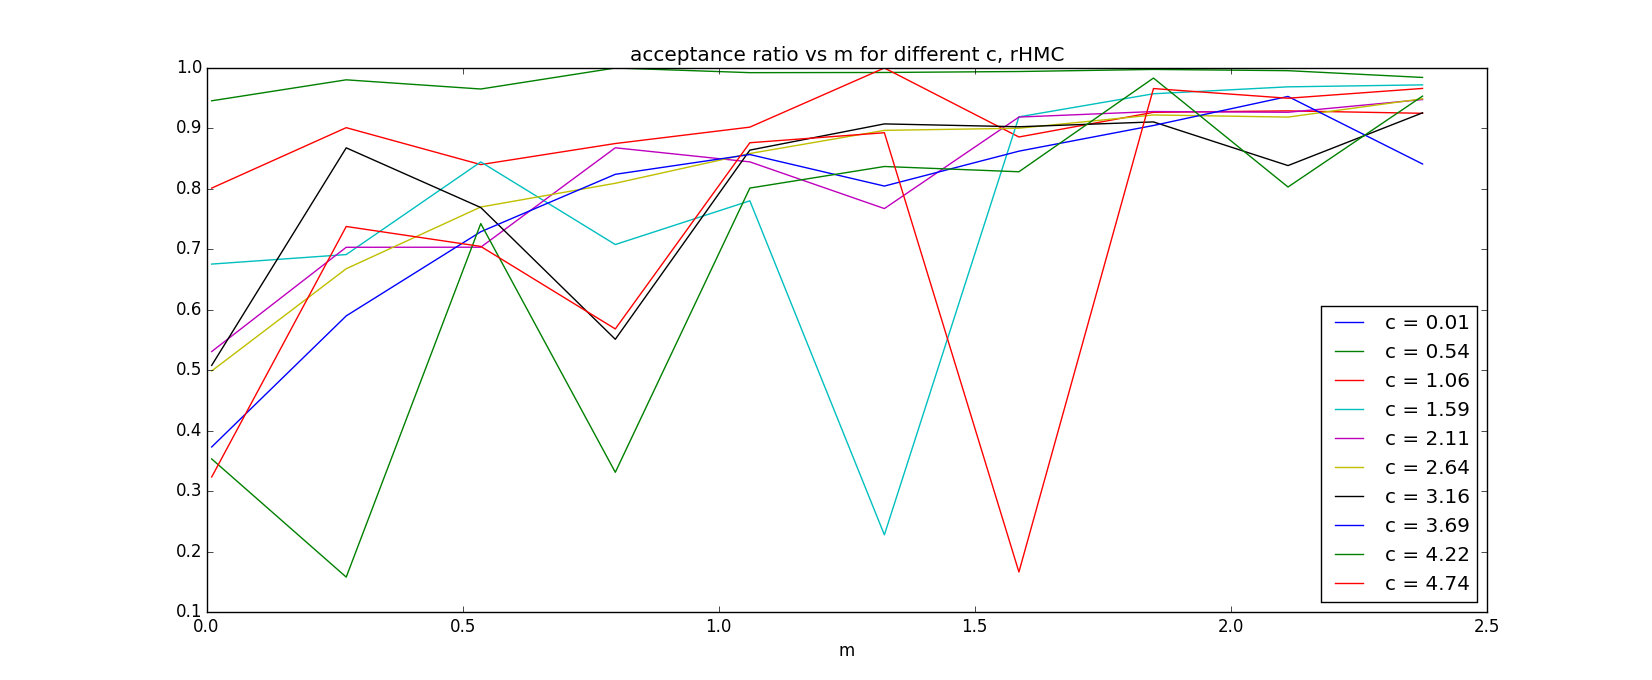 acceptance ratio vs m for different c, rHMC
1.0
0.9
0.8
0.7
0.6
0.5
0.4
0.3
0.2
0.1
0.0 0.5 1.0 1.5 2.0 2.5
m
c = 0.01
c = 0.54
c = 1.06
c = 1.59
c = 2.11
c = 2.64
c = 3.16
c = 3.69
c = 4.22
c = 4.74